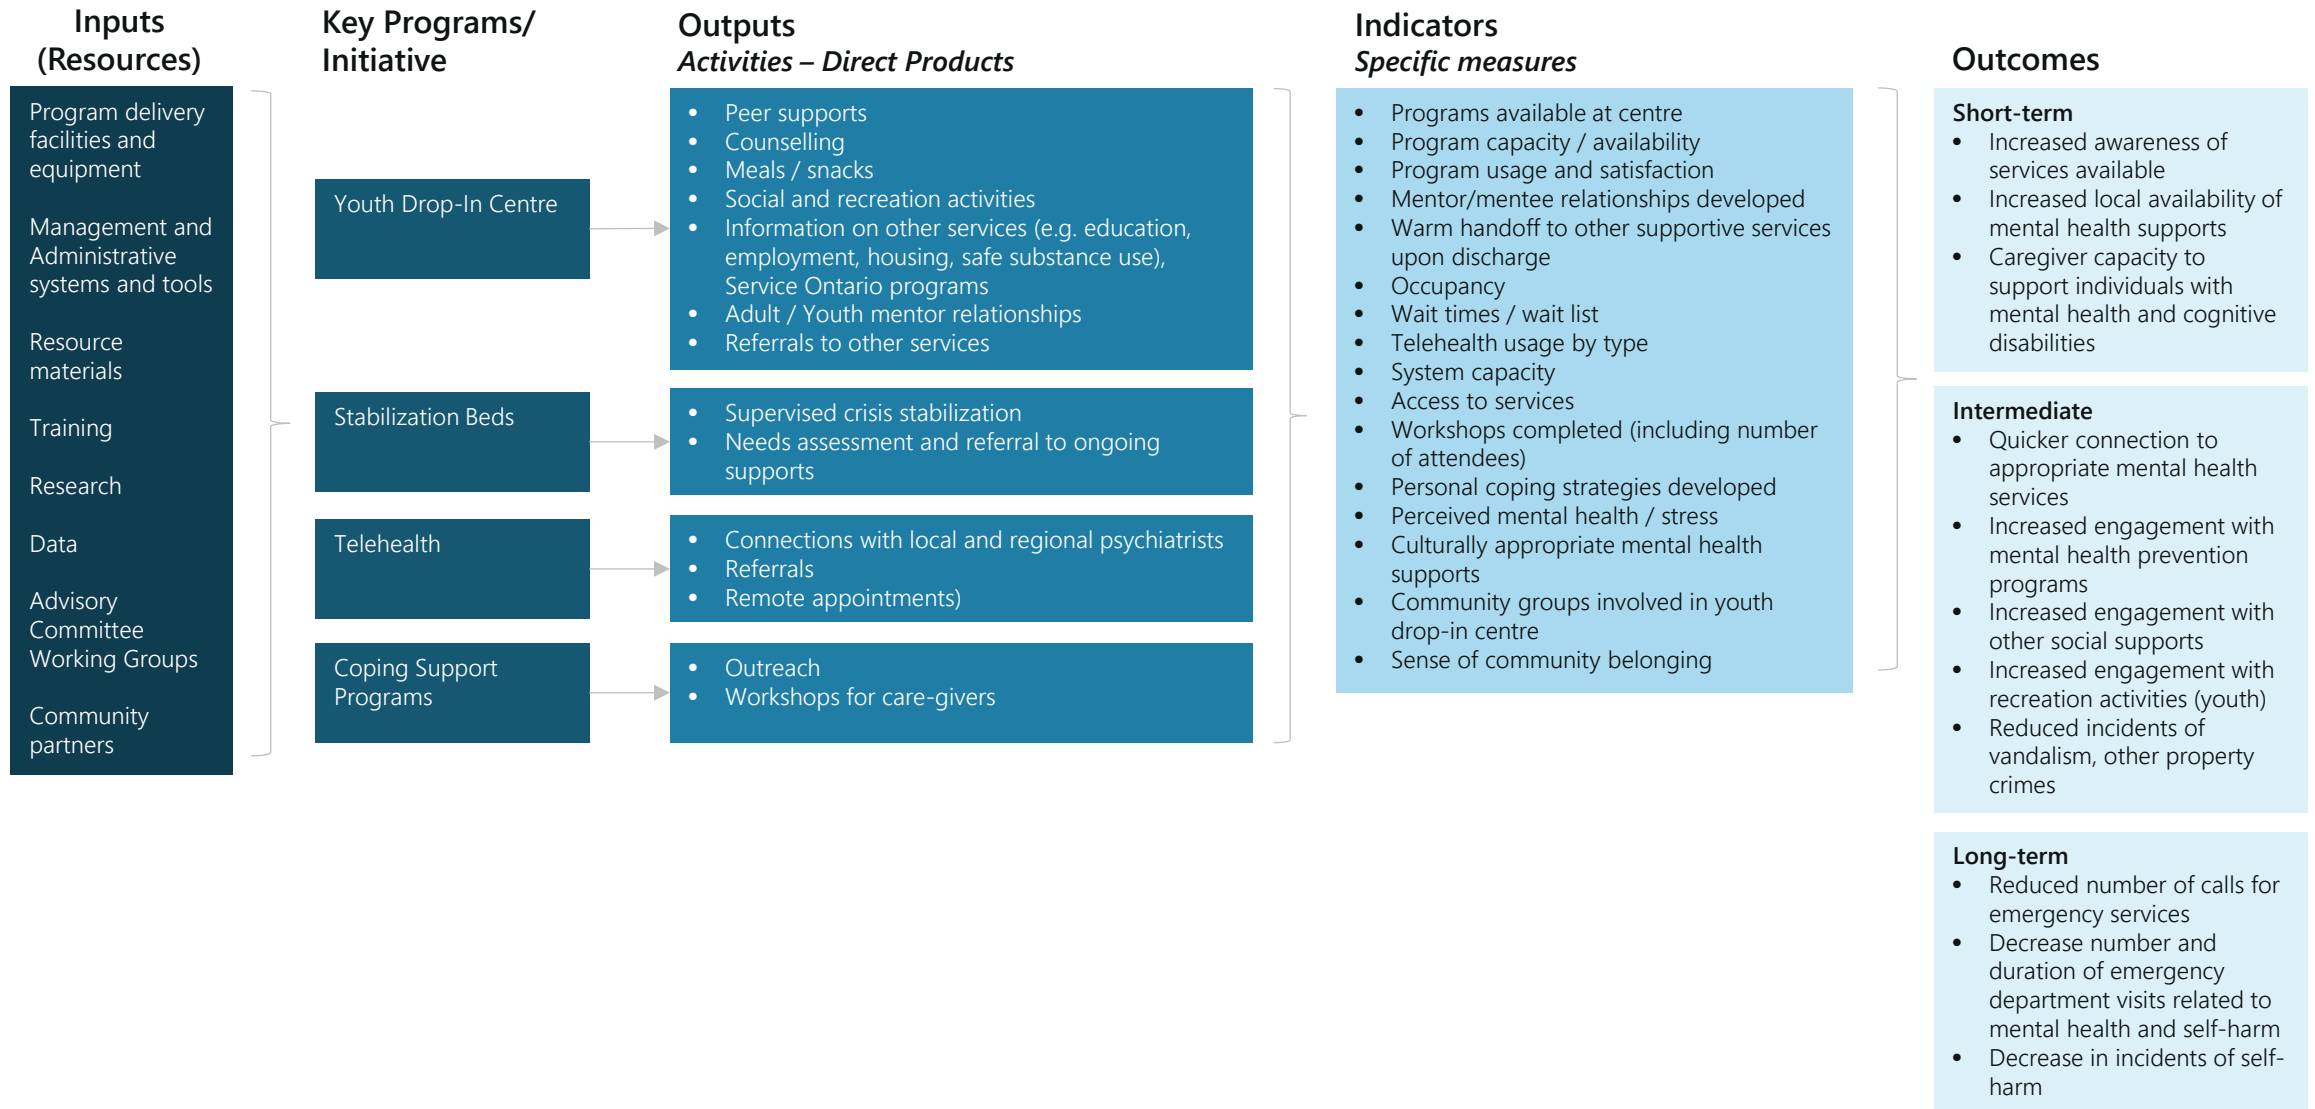 Inputs
(Resources)
Program delivery
facilities and
equipment
Management and
Administrative
systems and tools
Resource
materials
Training
Research
Data
Advisory
Committee
Working Groups
Community
partners
Key Programs/
Initiative
Youth Drop-In Centre
Stabilization Beds
Telehealth
Coping Support
Programs
Outputs
Activities – Direct Products
• Peer supports
• Counselling
• Meals / snacks
• Social and recreation activities
• Information on other services (e.g. education,
employment, housing, safe substance use),
Service Ontario programs
• Adult / Youth mentor relationships
• Referrals to other services
• Supervised crisis stabilization
• Needs assessment and referral to ongoing
supports
• Connections with local and regional psychiatrists
• Referrals
• Remote appointments)
• Outreach
• Workshops for care-givers
Indicators
Specific measures
• Programs available at centre
• Program capacity / availability
• Program usage and satisfaction
• Mentor/mentee relationships developed
• Warm handoff to other supportive services
upon discharge
• Occupancy
• Wait times / wait list
• Telehealth usage by type
• System capacity
• Access to services
• Workshops completed (including number
of attendees)
• Personal coping strategies developed
• Perceived mental health / stress
• Culturally appropriate mental health
supports
• Community groups involved in youth
drop-in centre
• Sense of community belonging
Outcomes
Short-term
• Increased awareness of
services available
• Increased local availability of
mental health supports
• Caregiver capacity to
support individuals with
mental health and cognitive
disabilities
Intermediate
• Quicker connection to
appropriate mental health
services
• Increased engagement with
mental health prevention
programs
• Increased engagement with
other social supports
• Increased engagement with
recreation activities (youth)
• Reduced incidents of
vandalism, other property
crimes
Long-term
• Reduced number of calls for
emergency services
• Decrease number and
duration of emergency
department visits related to
mental health and self-harm
• Decrease in incidents of self-
harm